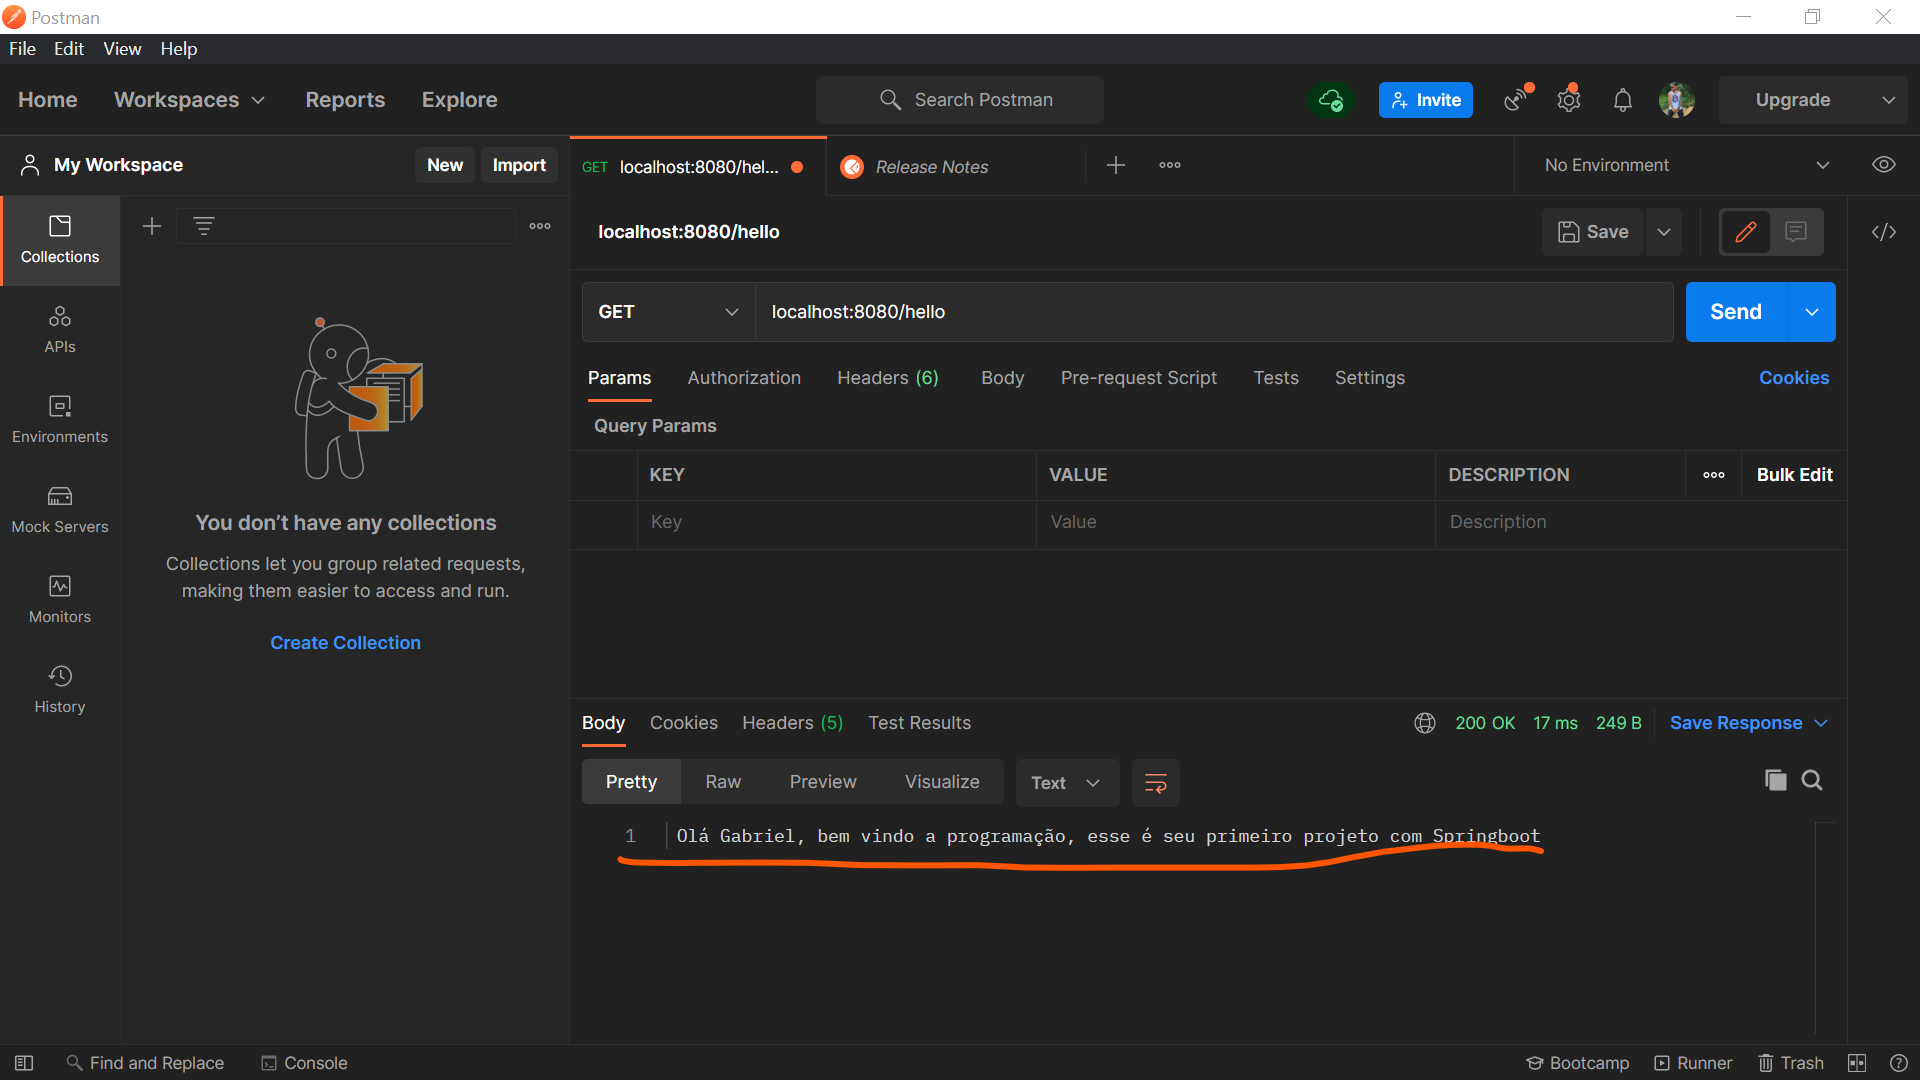 Postman
File Edit View Help
Home Workspaces Reports Explore Search Postman Invite Upgrade
My Workspace New Import GET localhost:8080/hel... Release Notes No Environment
localhost:8080/hello Save
Collections
GET localhost:8080/hello Send
APIs
Params Authorization Headers (6) Body Pre-request Script Tests Settings Cookies
Query Params
Environments
KEY VALUE DESCRIPTION Bulk Edit
Key Value Description
Mock Servers
You don’t have any collections
Collections let you group related requests,
making them easier to access and run.
Monitors
Create Collection
History
Body Cookies Headers (5) Test Results 200 OK 17 ms 249 B Save Response
Pretty Raw Preview Visualize Text
1 Olá Gabriel, bem vindo a programação, esse é seu primeiro projeto com Springboot
Find and Replace Console Bootcamp Runner Trash